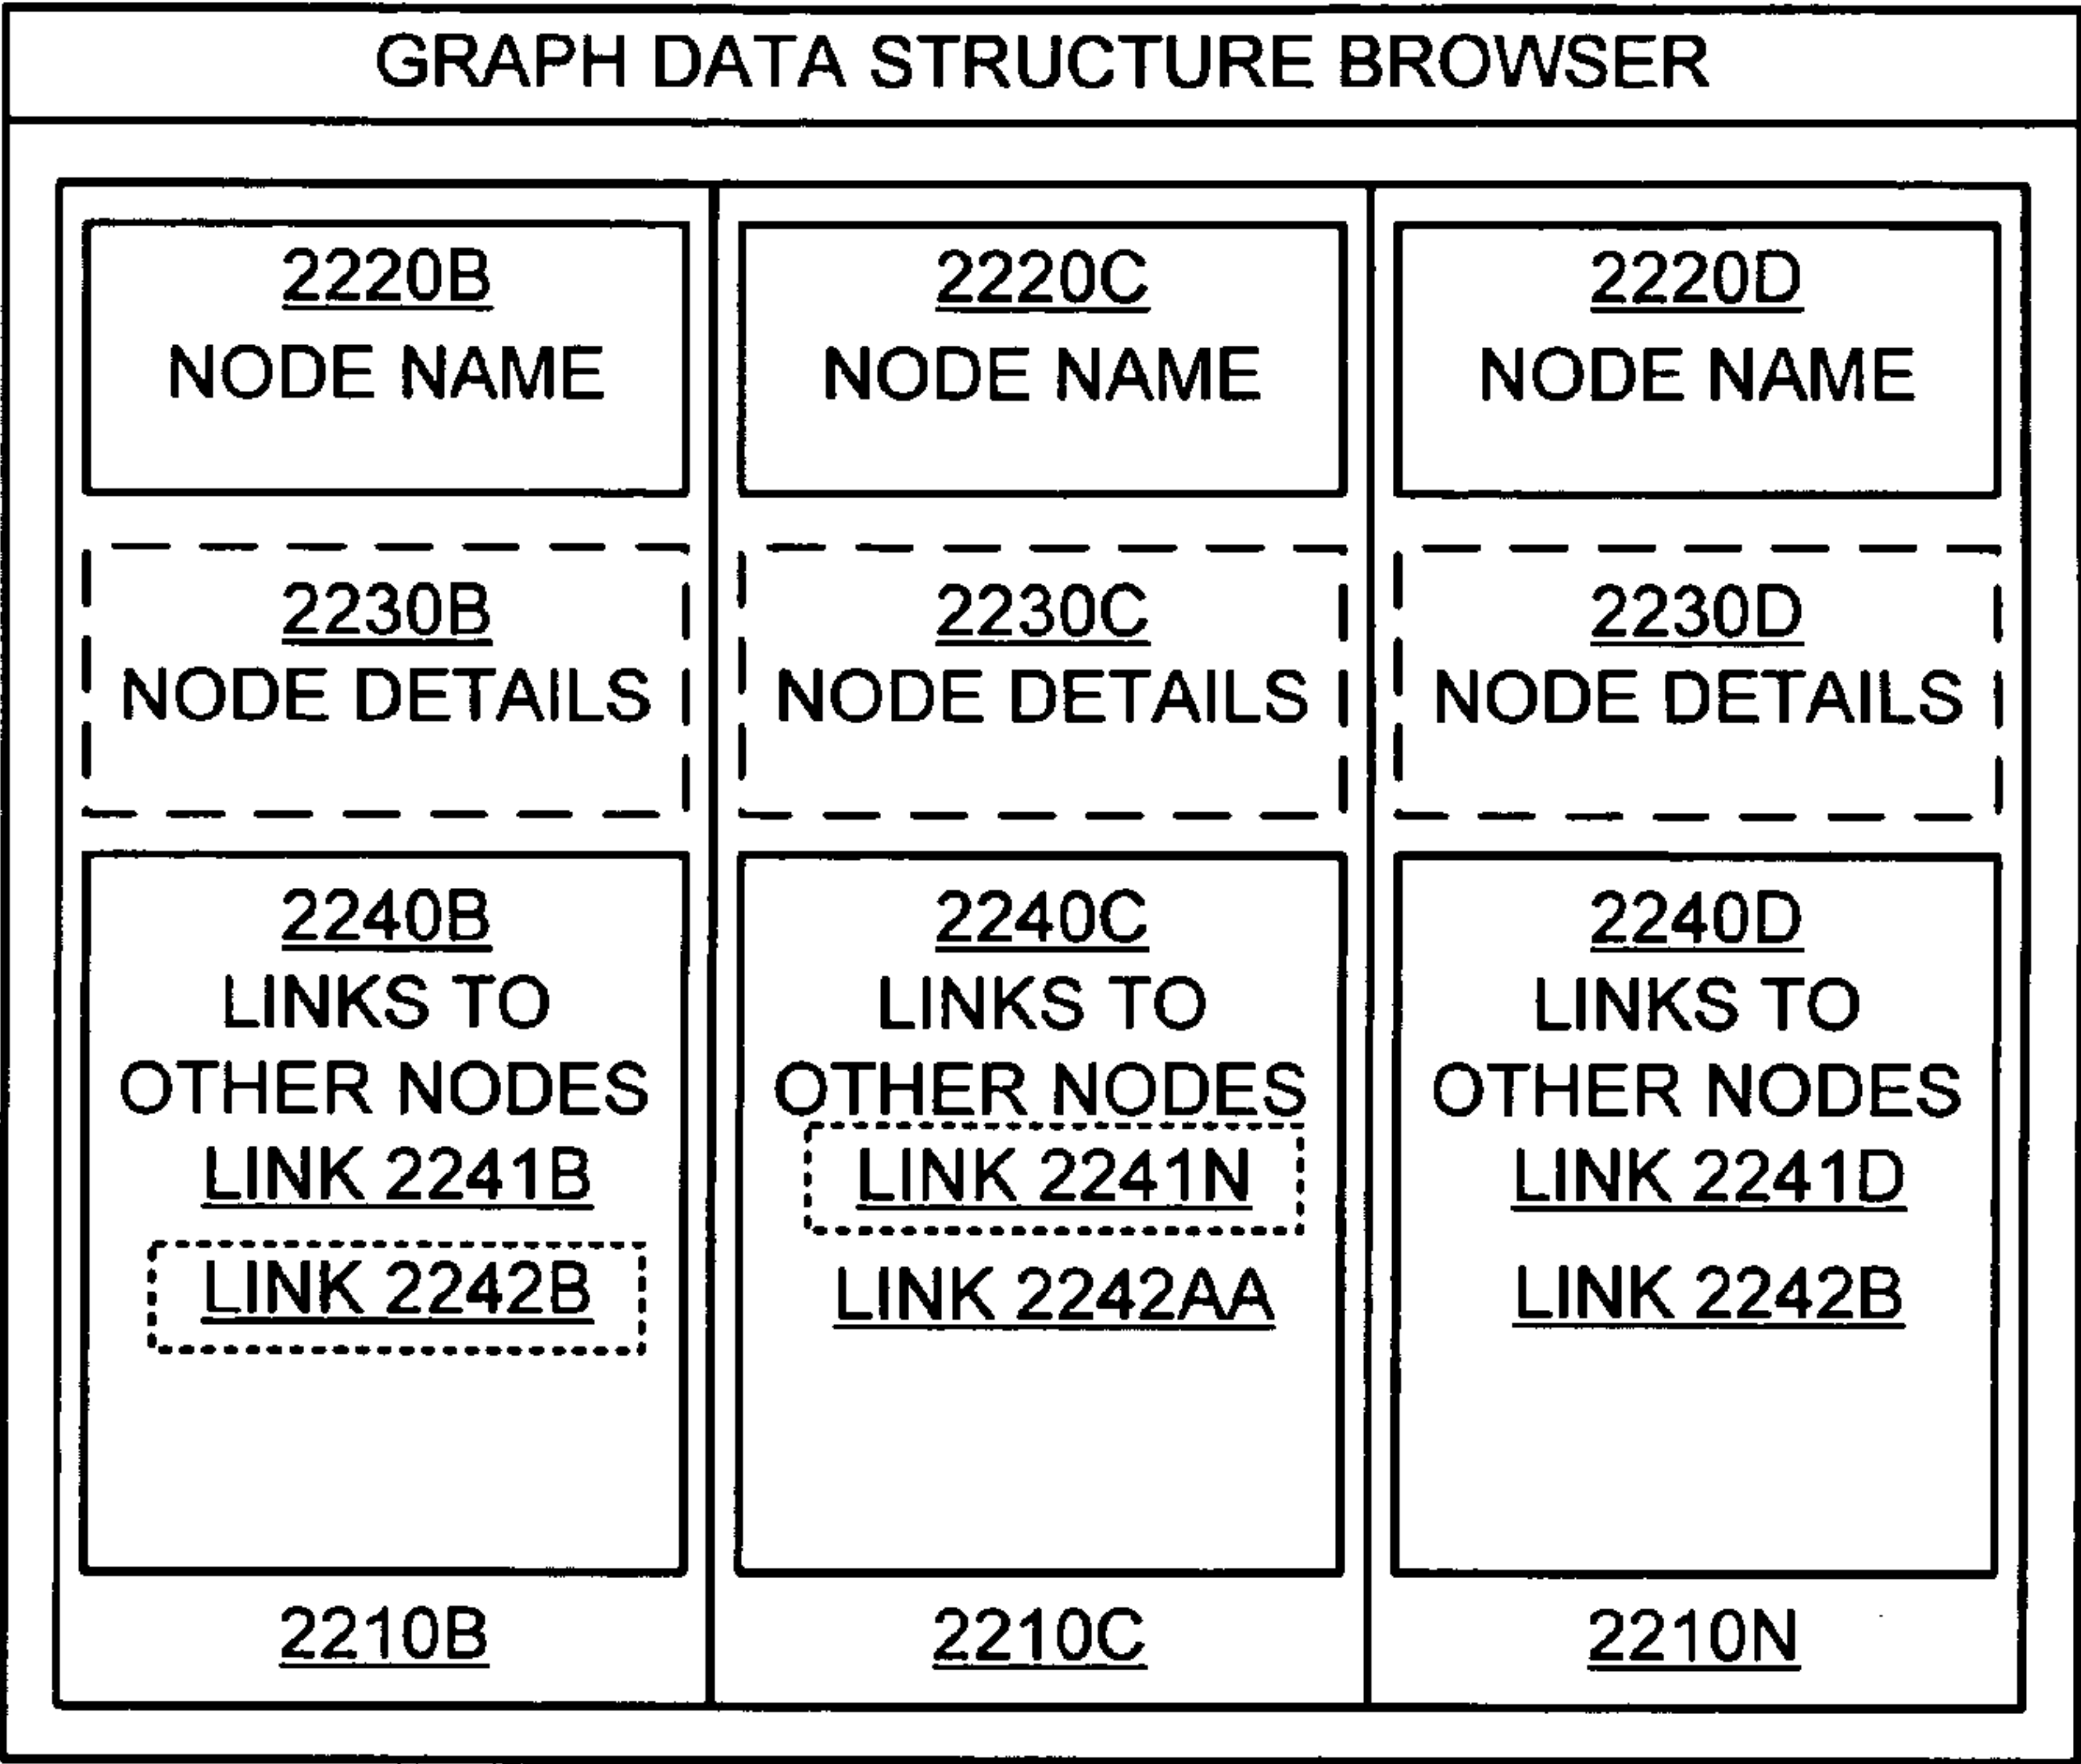 GRAPH DATA STRUCTURE BROWSER
2220B
NODE NAME
2230B
NODE DETAILS
2240B
LINKS TO
OTHER NODES
LINK 2241B
LINK 2242B
2210B
2220C
NODE NAME
2230C
NODE DETAILS
2240C
LINKS TO
OTHER NODES
LINK 2241N
LINK 2242AA
2210C
2220D
NODE NAME
2230D
NODE DETAILS
2240D
LINKS TO
OTHER NODES
LINK 2241D
LINK 2242B
2210N